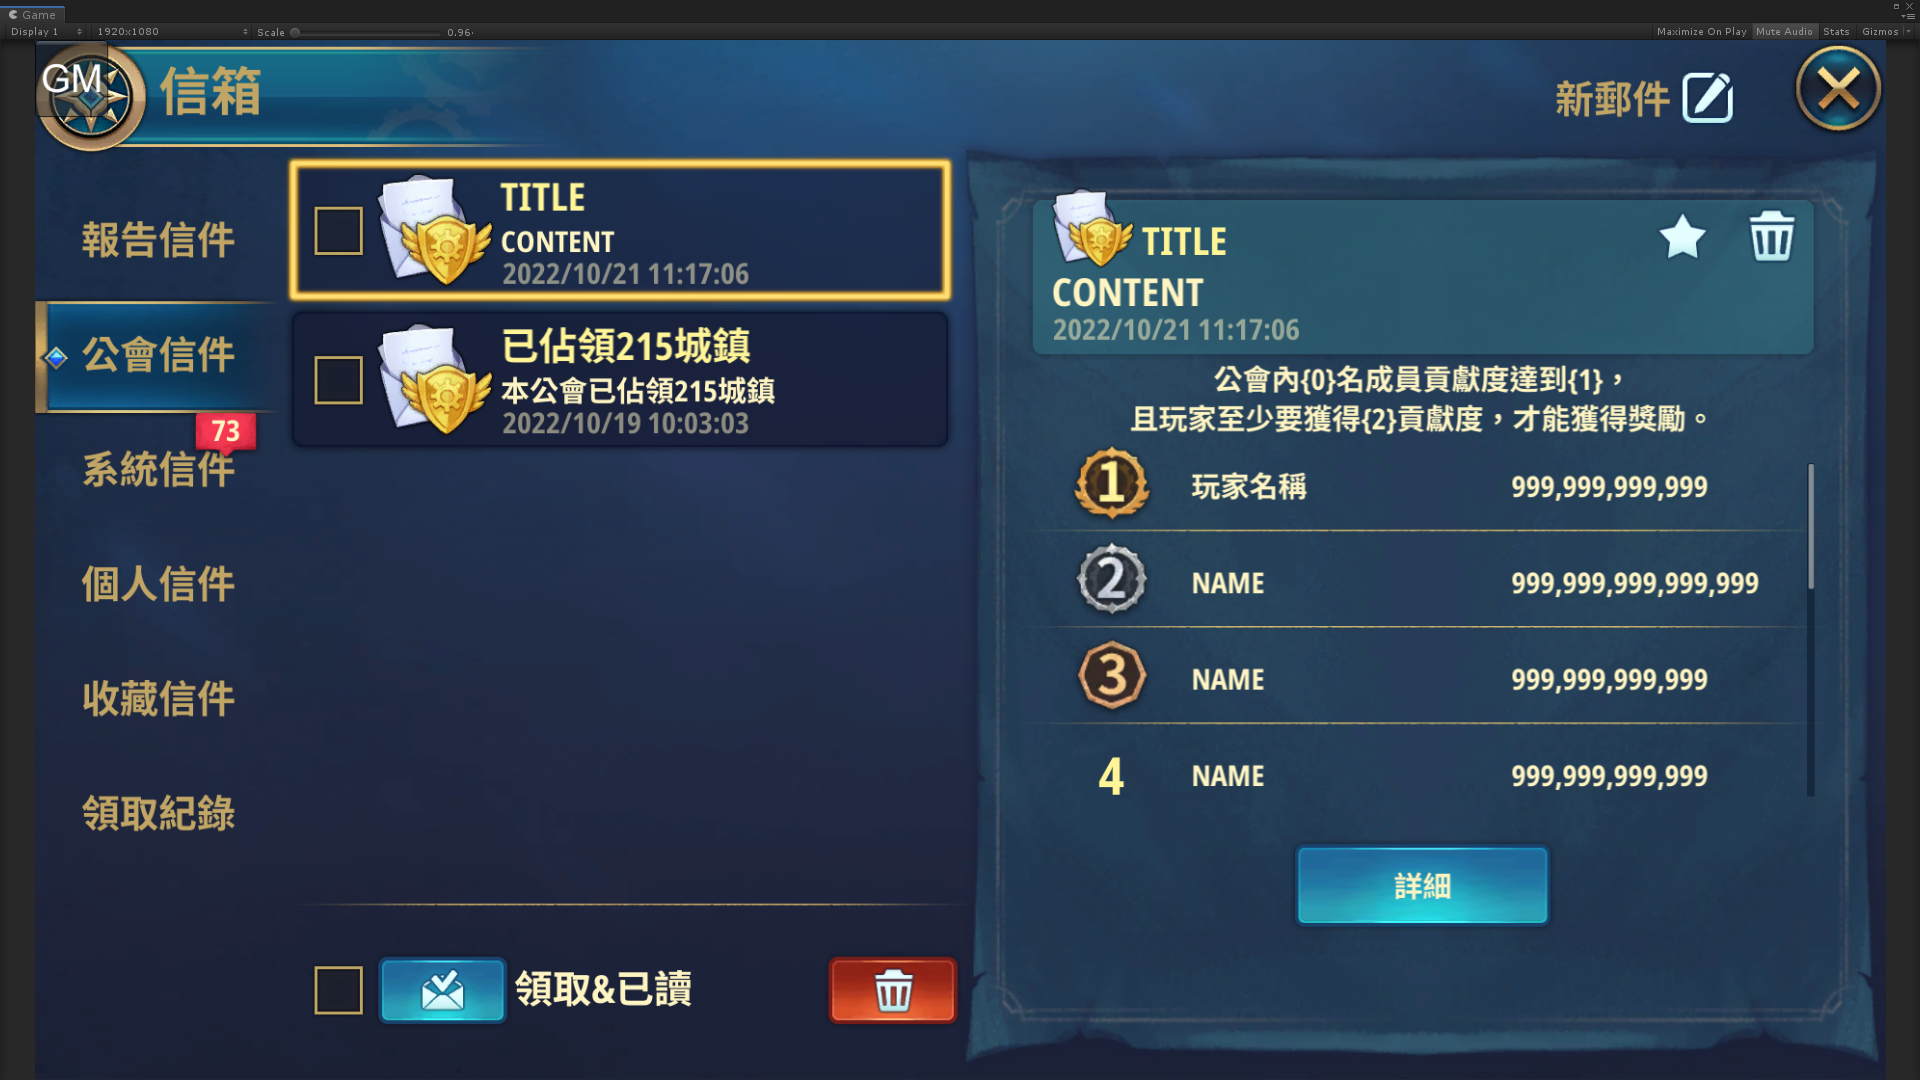 Game
Display 1
1920x1080
Scale
0.96
Maximize On Play
Mute Audio
Stats
Gizmos
GM
信箱
新郵件
報告信件
公會信件
73
系統信件
個人信件
收藏信件
領取紀錄
TITLE
CONTENT
2022/10/21 11:17:06
已佔領215城鎮
本公會已佔領215城鎮
2022/10/19 10:03:03
領取&已讀
TITLE
CONTENT
2022/10/21 11:17:06
公會內{0}名成員貢獻度達到{1}，
且玩家至少要獲得{2}貢獻度，才能獲得獎勵。
1 玩家名稱 999,999,999,999
2 NAME 999,999,999,999,999
3 NAME 999,999,999,999
4 NAME 999,999,999,999
詳細